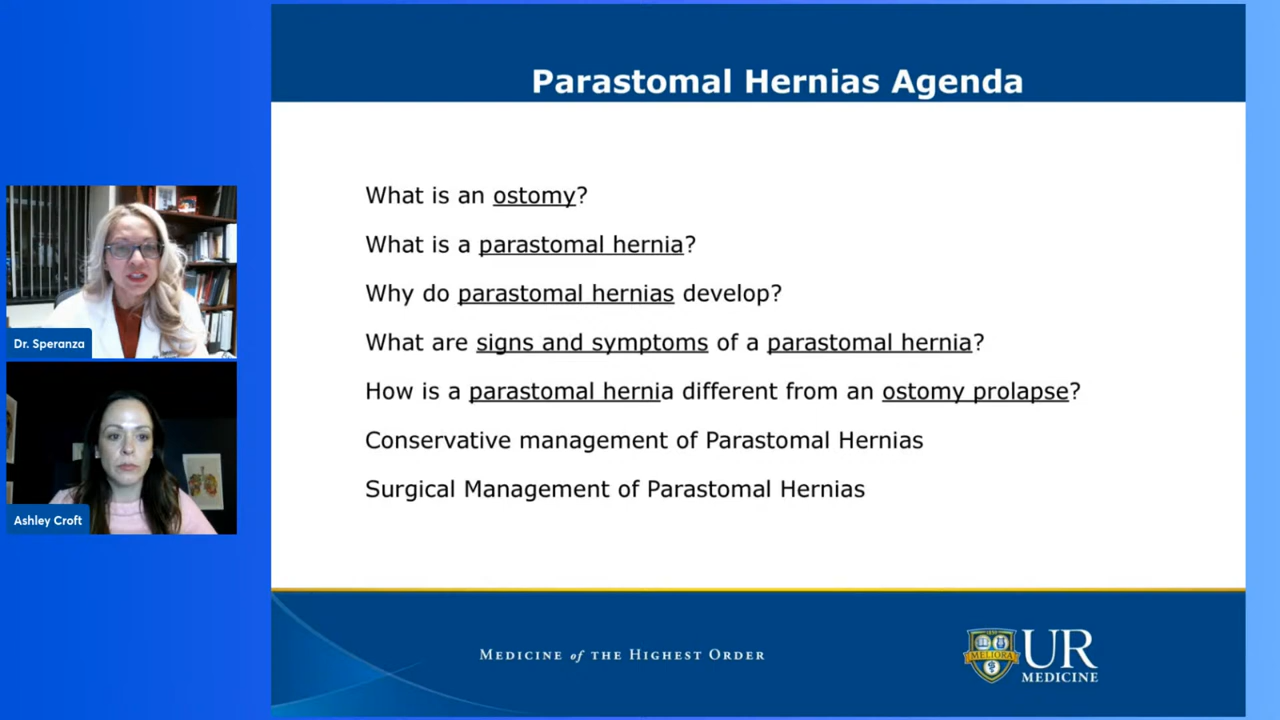 Parastomal Hernias Agenda
What is an ostomy?
What is a parastomal hernia?
Why do parastomal hernias develop?
What are signs and symptoms of a parastomal hernia?
How is a parastomal hernia different from an ostomy prolapse?
Conservative management of Parastomal Hernias
Surgical Management of Parastomal Hernias
Dr. Speranza
Ashley Croft
MEDICINE of THE HIGHEST ORDER
MELIORA
UR
MEDICINE